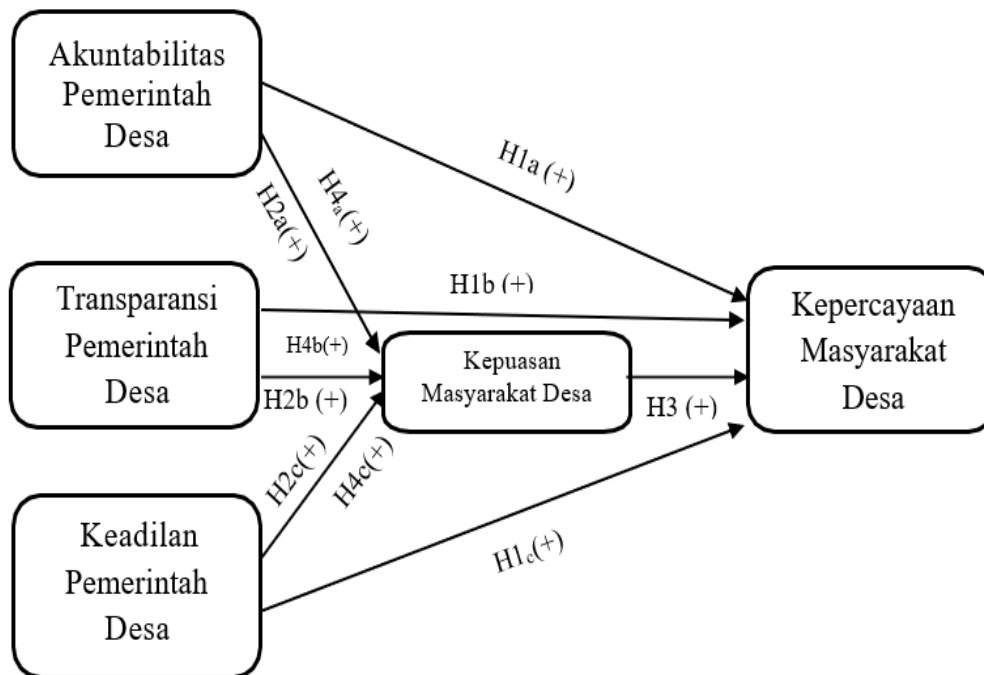 Akuntabilitas
Pemerintah
Desa
H1a (+)
H2a(+)
H4ₐ(+)
Transparansi
Pemerintah
Desa
H1b (+)
H4b(+)
H2b (+)
Kepuasan
Masyarakat Desa
H3 (+)
Kepercayaan
Masyarakat
Desa
H2c(+)
H4c(+)
Keadilan
Pemerintah
Desa
H1c(+)